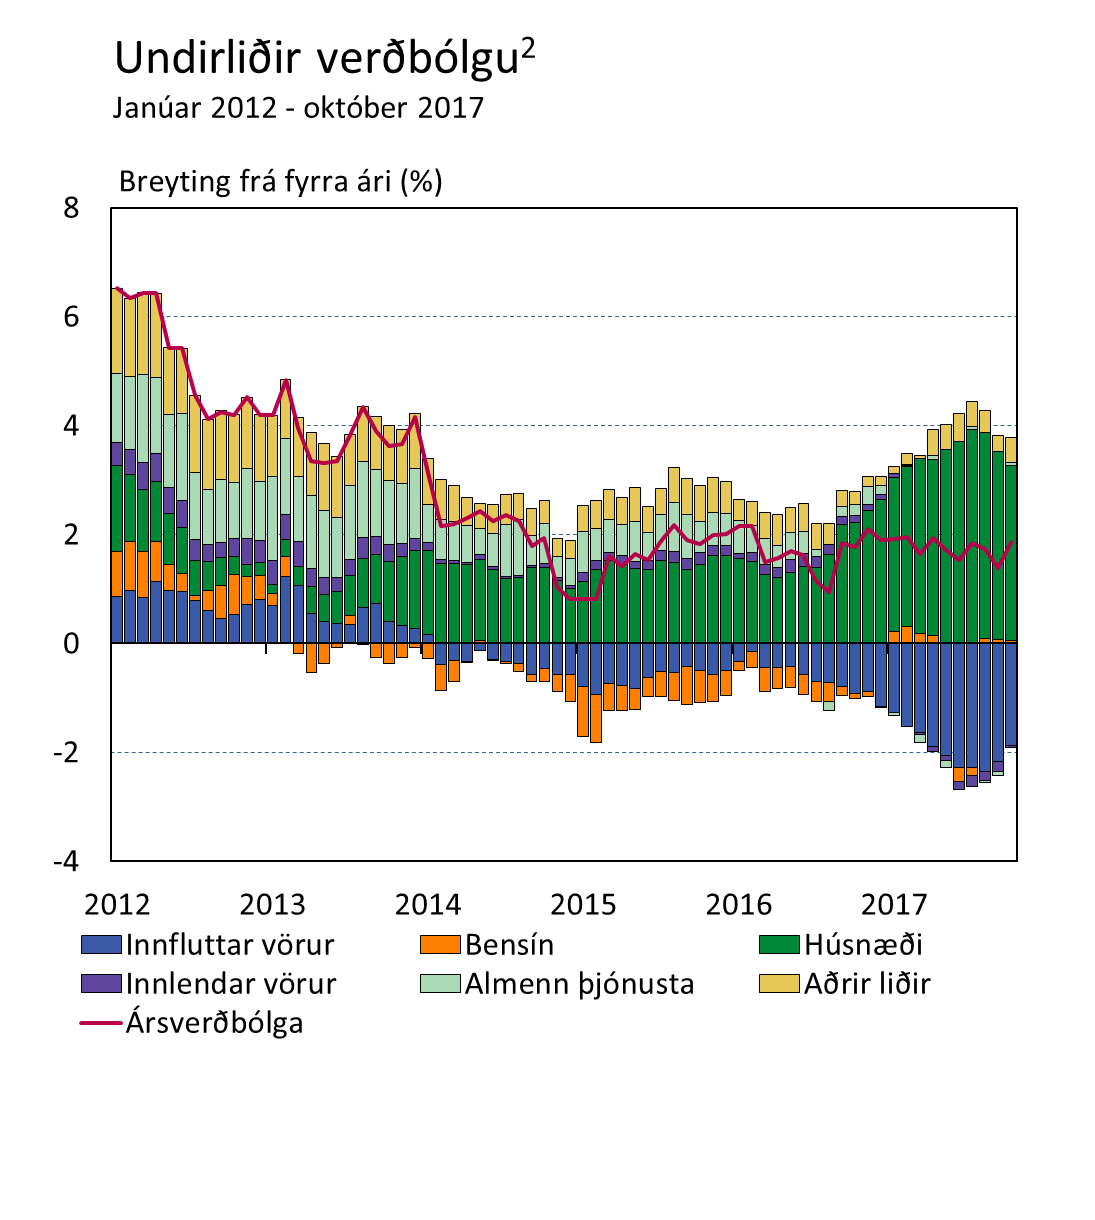 Undirliðir verðbólgu²
Janúar 2012 - október 2017
Breyting frá fyrra ári (%)
8
6
4
2
0
-2
-4
2012 2013 2014 2015 2016 2017
Innfluttar vörur Bensín Húsnæði
Innlendar vörur Almenn þjónusta Aðrir liðir
Ársverðbólga